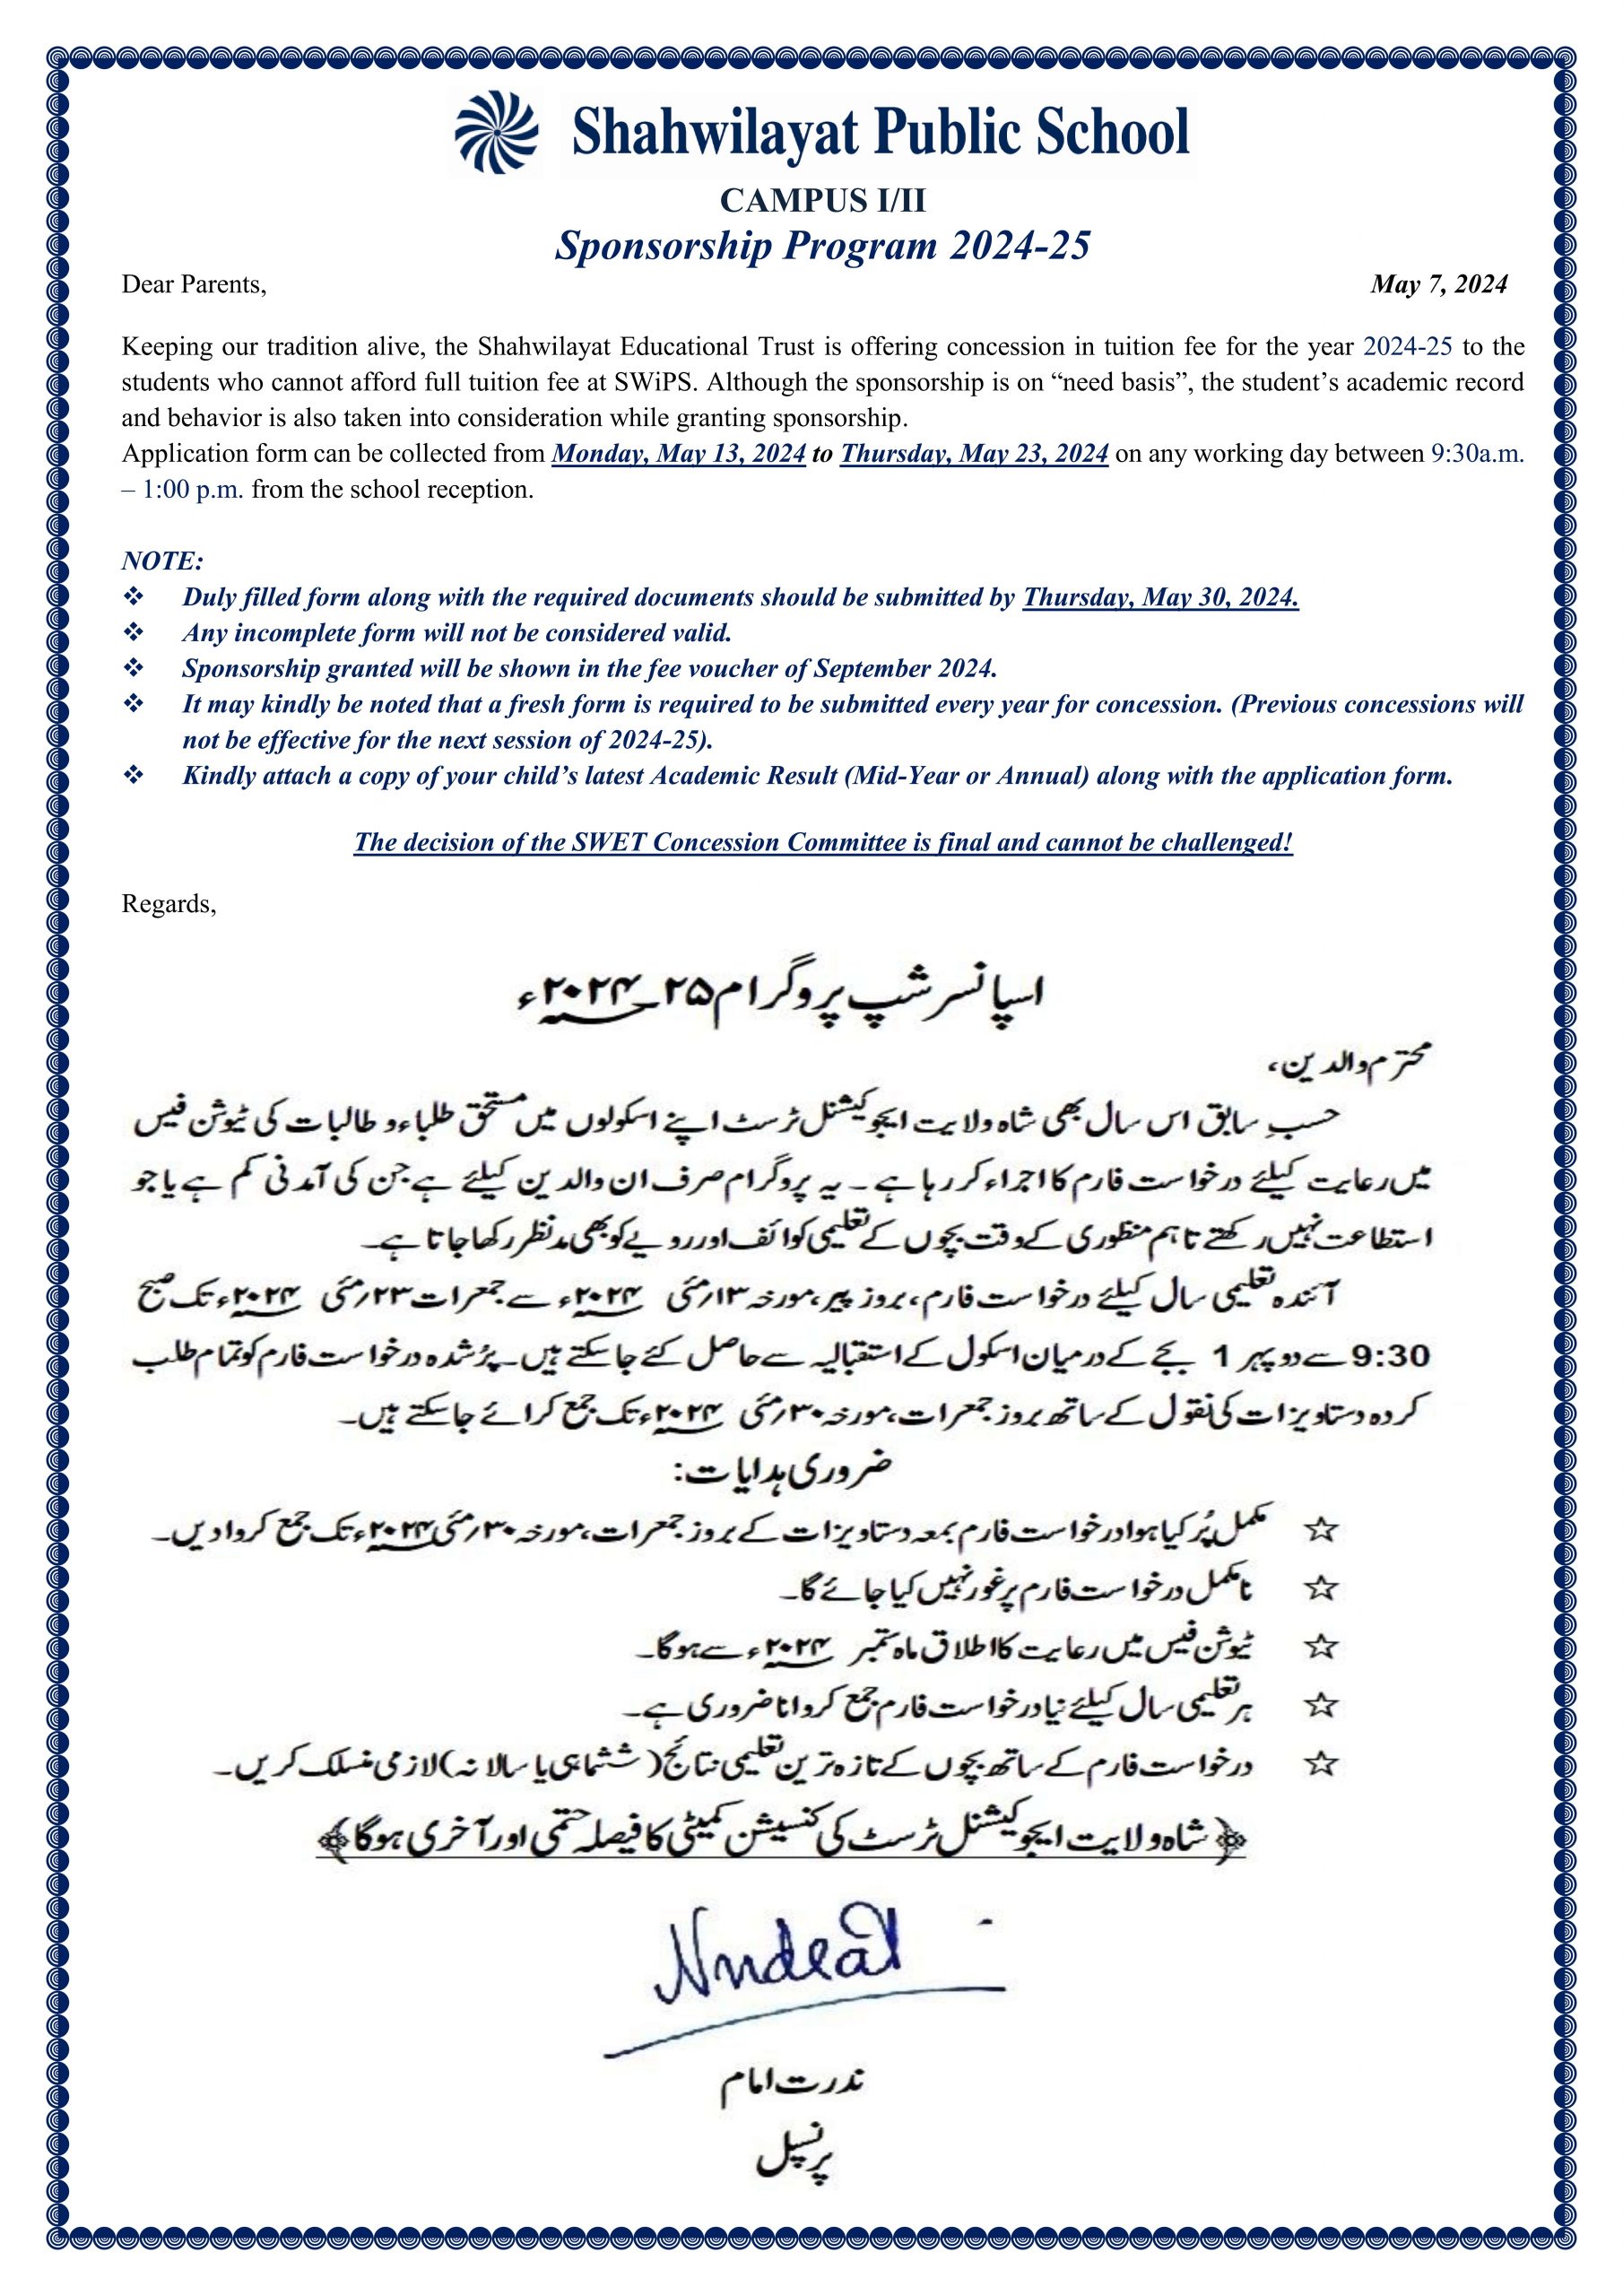 Shahwilayat Public School
CAMPUS I/II
Sponsorship Program 2024-25
Dear Parents, May 7, 2024
Keeping our tradition alive, the Shahwilayat Educational Trust is offering concession in tuition fee for the year 2024-25 to the
students who cannot afford full tuition fee at SWiPS. Although the sponsorship is on “need basis”, the student’s academic record
and behavior is also taken into consideration while granting sponsorship.
Application form can be collected from Monday, May 13, 2024 to Thursday, May 23, 2024 on any working day between 9:30a.m.
– 1:00 p.m. from the school reception.
NOTE:
❖ Duly filled form along with the required documents should be submitted by Thursday, May 30, 2024.
❖ Any incomplete form will not be considered valid.
❖ Sponsorship granted will be shown in the fee voucher of September 2024.
❖ It may kindly be noted that a fresh form is required to be submitted every year for concession. (Previous concessions will
not be effective for the next session of 2024-25).
❖ Kindly attach a copy of your child’s latest Academic Result (Mid-Year or Annual) along with the application form.
The decision of the SWET Concession Committee is final and cannot be challenged!
Regards,
اسپانسر شپ پروگرام ۲۵۔۲۰۲۴ء
محترم والدین،
حسبِ سابق اس سال بھی شاہ ولایت ایجوکیشنل ٹرسٹ اپنے اسکولوں میں مستحق طلباء و طالبات کی ٹیوشن فیس
میں رعایت کیلئے درخواست فارم کا اجراء کر رہا ہے ۔ یہ پروگرام صرف ان والدین کیلئے ہے جن کی آمدنی کم ہے یا جو
استطاعت نہیں رکھتے تاہم منظوری کے وقت بچوں کے تعلیمی کوائف اور رویے کو بھی مدنظر رکھا جاتا ہے۔
آئندہ تعلیمی سال کیلئے درخواست فارم، بروز پیر، مورخہ ۱۳؍مئی ۲۰۲۴ء سے جمعرات ۲۳؍مئی ۲۰۲۴ء تک صبح
9:30 سے دوپہر 1 بجے کے درمیان اسکول کے استقبالیہ سے حاصل کئے جاسکتے ہیں۔ پُر شدہ درخواست فارم کو تمام طلب
کردہ دستاویزات کی نقول کے ساتھ بروز جمعرات، مورخہ ۳۰؍مئی ۲۰۲۴ء تک جمع کرائے جاسکتے ہیں۔
ضروری ہدایات:
☆ مکمل پُر کیا ہوا درخواست فارم بمعہ دستاویزات کے بروز جمعرات، مورخہ ۳۰؍مئی ۲۰۲۴ء تک جمع کروادیں۔
☆ نامکمل درخواست فارم پر غور نہیں کیا جائے گا۔
☆ ٹیوشن فیس میں رعایت کا اطلاق ماہ ستمبر ۲۰۲۴ء سے ہوگا۔
☆ ہر تعلیمی سال کیلئے نیا درخواست فارم جمع کروانا ضروری ہے۔
☆ درخواست فارم کے ساتھ بچوں کے تازہ ترین تعلیمی نتائج (ششماہی یا سالانہ) لازمی منسلک کریں۔
﴿شاہ ولایت ایجوکیشنل ٹرسٹ کی کنسیشن کمیٹی کا فیصلہ حتمی اور آخری ہوگا﴾
ندرت امام
پرنسپل